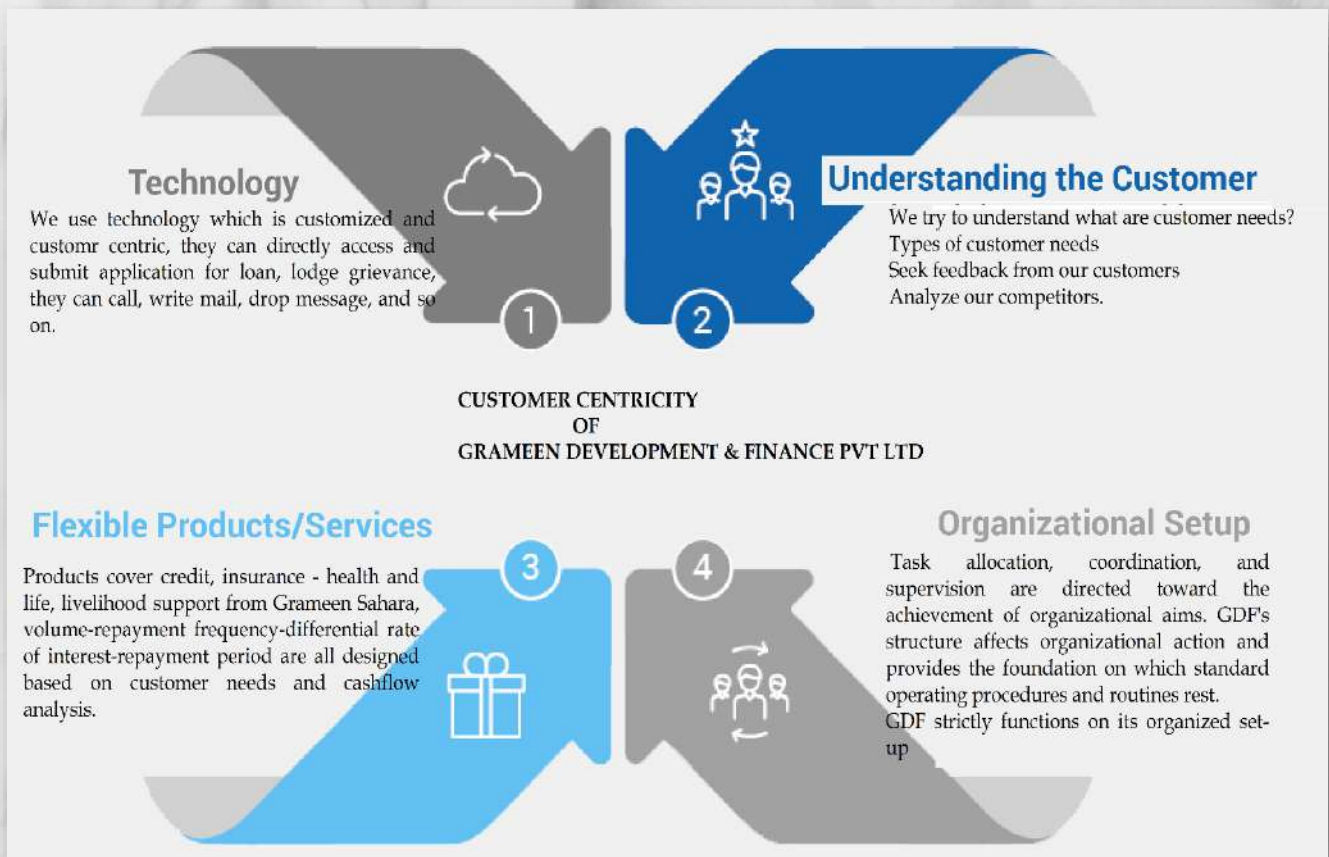 Technology
We use technology which is customized and
customr centric, they can directly access and
submit application for loan, lodge grievance,
they can call, write mail, drop message, and so
on.
1
Understanding the Customer
We try to understand what are customer needs?
Types of customer needs
Seek feedback from our customers
Analyze our competitors.
2
CUSTOMER CENTRICITY
OF
GRAMEEN DEVELOPMENT & FINANCE PVT LTD
Flexible Products/Services
Products cover credit, insurance - health and
life, livelihood support from Grameen Sahara,
volume-repayment frequency-differential rate
of interest-repayment period are all designed
based on customer needs and cashflow
analysis.
3
Organizational Setup
Task allocation, coordination, and
supervision are directed toward the
achievement of organizational aims. GDF's
structure affects organizational action and
provides the foundation on which standard
operating procedures and routines rest.
GDF strictly functions on its organized set-
up
4